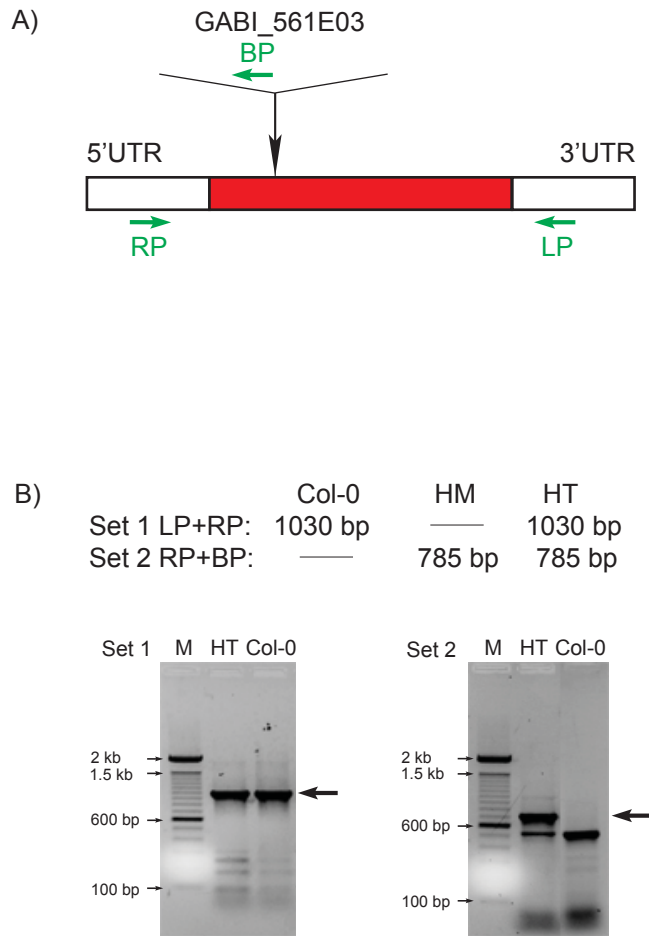 A)
GABI_561E03
BP
5'UTR 3'UTR
RP LP
B)
Col-0 HM HT
Set 1 LP+RP: 1030 bp 1030 bp
Set 2 RP+BP: 785 bp 785 bp
Set 1 M HT Col-0
2 kb
1.5 kb
600 bp
100 bp
Set 2 M HT Col-0
2 kb
1.5 kb
600 bp
100 bp